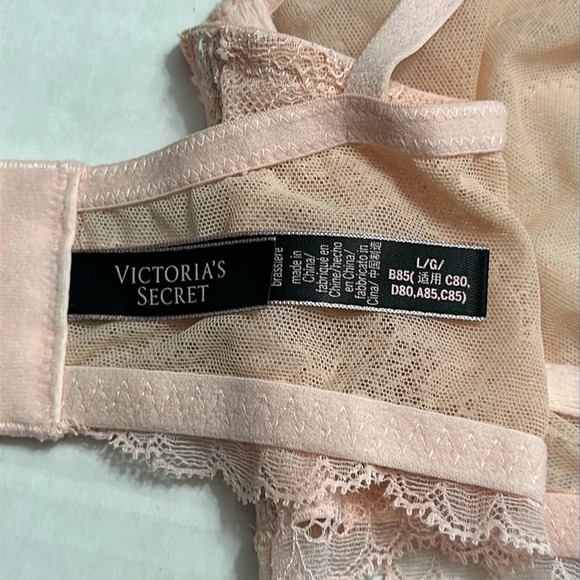 VICTORIA'S
SECRET
brassiere
made in
China/
fabriqué en
Chine/hecho
en China/
fabbricato in
Cina/ 中国制造
L/G/
B85( 适用 C80,
D80,A85,C85)